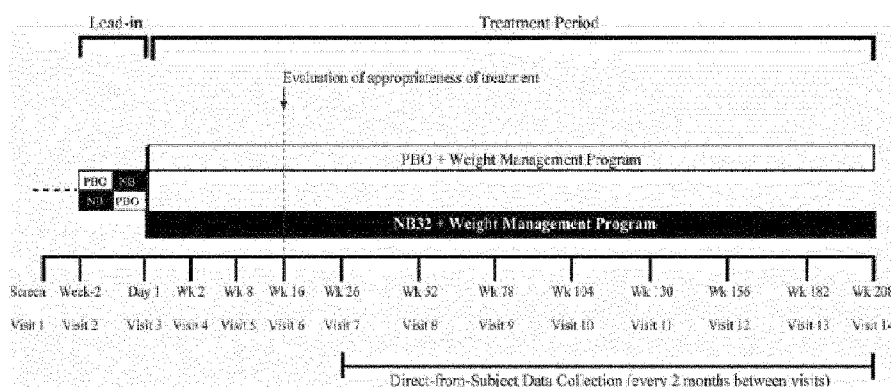 Lead-in Treatment Period
Evaluation of appropriateness of treatment
PBO + Weight Management Program
PBO NB
NB PBO
NB32 + Weight Management Program
Screen Week-2 Day 1 Wk 2 Wk 8 Wk 16 Wk 26 Wk 52 Wk 78 Wk 104 Wk 130 Wk 156 Wk 182 Wk 208
Visit 1 Visit 2 Visit 3 Visit 4 Visit 5 Visit 6 Visit 7 Visit 8 Visit 9 Visit 10 Visit 11 Visit 12 Visit 13 Visit 14
Direct-from-Subject Data Collection (every 2 months between visits)